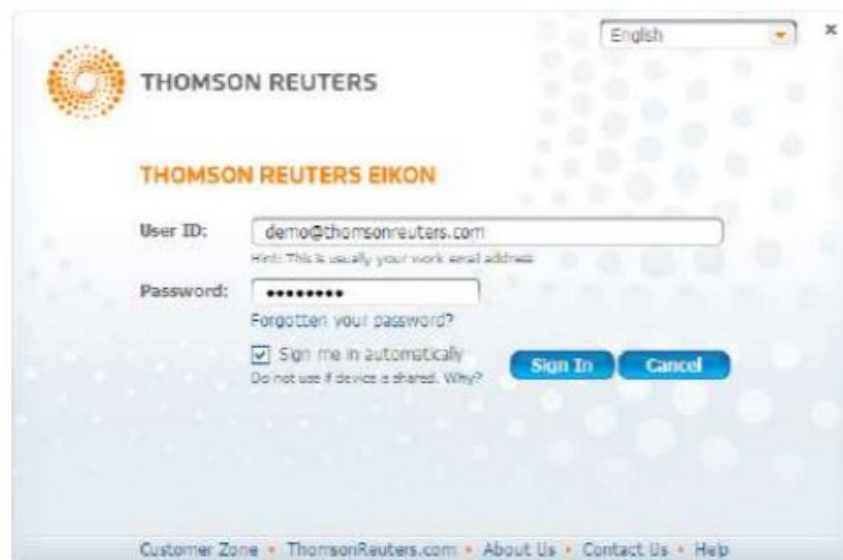 English
THOMSON REUTERS
THOMSON REUTERS EIKON
User ID: demo@thomsonreuters.com
Hint: This is usually your work email address
Password: ••••••••
Forgotten your password?
Sign me in automatically
Do not use if device is shared. Why?
Sign In Cancel
Customer Zone • ThomsonReuters.com • About Us • Contact Us • Help